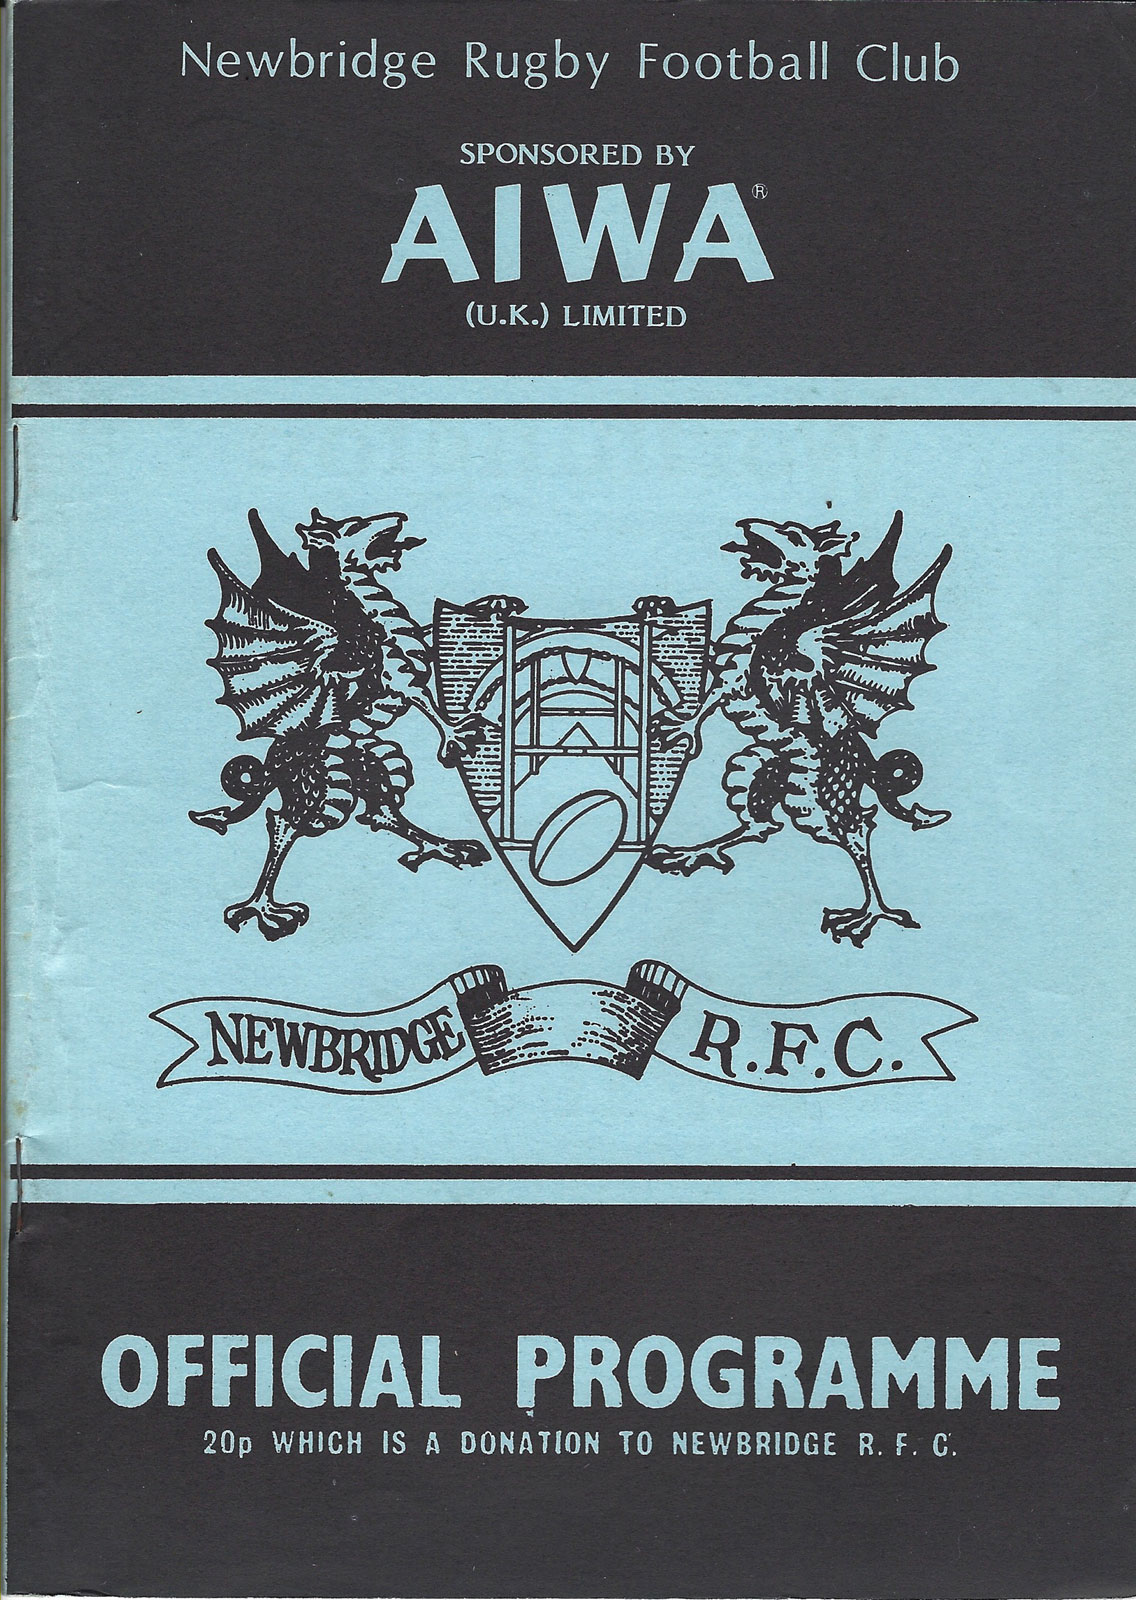 Newbridge Rugby Football Club
SPONSORED BY
AIWA®
(U.K.) LIMITED
NEWBRIDGE R.F.C.
OFFICIAL PROGRAMME
20p WHICH IS A DONATION TO NEWBRIDGE R. F. C.